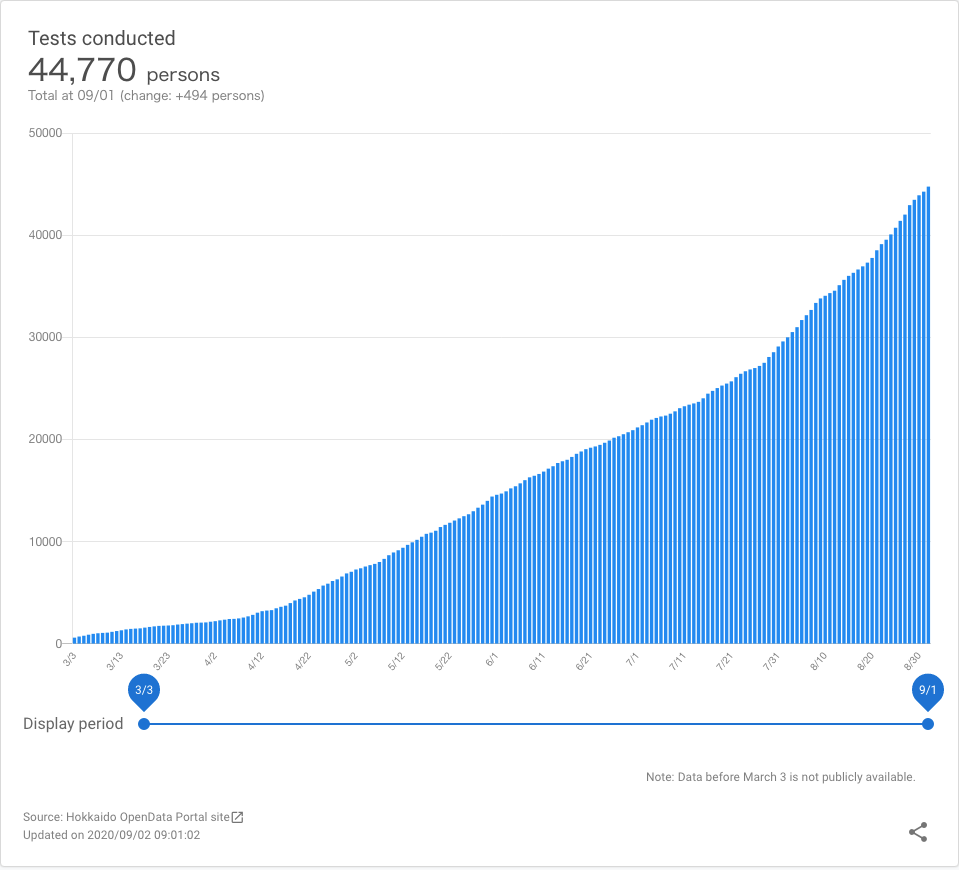 Tests conducted
44,770 persons
Total at 09/01 (change: +494 persons)
50000
40000
30000
20000
10000
0
3/3 3/13 3/23 4/2 4/12 4/22 5/2 5/12 5/22 6/1 6/11 6/21 7/1 7/11 7/21 7/31 8/10 8/20 8/30
3/3 9/1
Display period
Note: Data before March 3 is not publicly available.
Source: Hokkaido OpenData Portal site
Updated on 2020/09/02 09:01:02